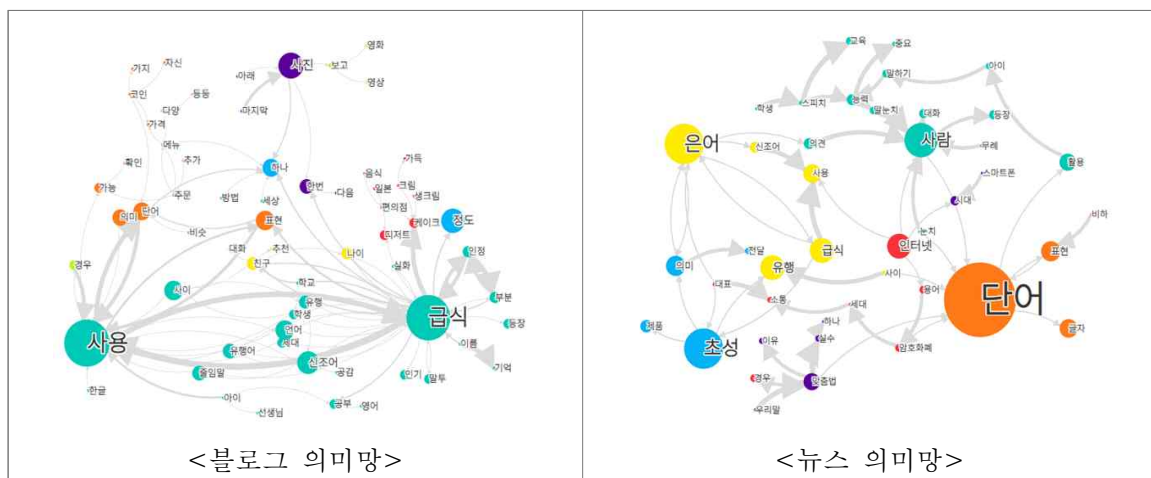 영화
사진
보고
가지
자신
아래
영상
코인
마지막
다양
등등
가격
메뉴
확인
추가
하나
가득
음식
가능
주문
방법
세상
한번
다음
일본
크림
생크림
편의점
의미
단어
표현
케이크
정도
디저트
비슷
대화
추천
나이
인정
경우
친구
실화
사이
학교
부분
유행
급식
학생
등장
사용
언어
세대
이름
유행어
신조어
기억
줄임말
공감
인기
말투
한글
아이
선생님
공부
영어
<블로그 의미망>
교육
중요
말하기
아이
학생
스피치
능력
말눈치
대화
등장
은어
신조어
의견
사람
무례
사용
활용
스마트폰
시대
비하
눈치
인터넷
표현
의미
전달
유행
급식
사이
대표
소통
용어
단어
세대
제품
초성
하나
이유
실수
암호화폐
글자
경우
맞춤법
우리말
<뉴스 의미망>